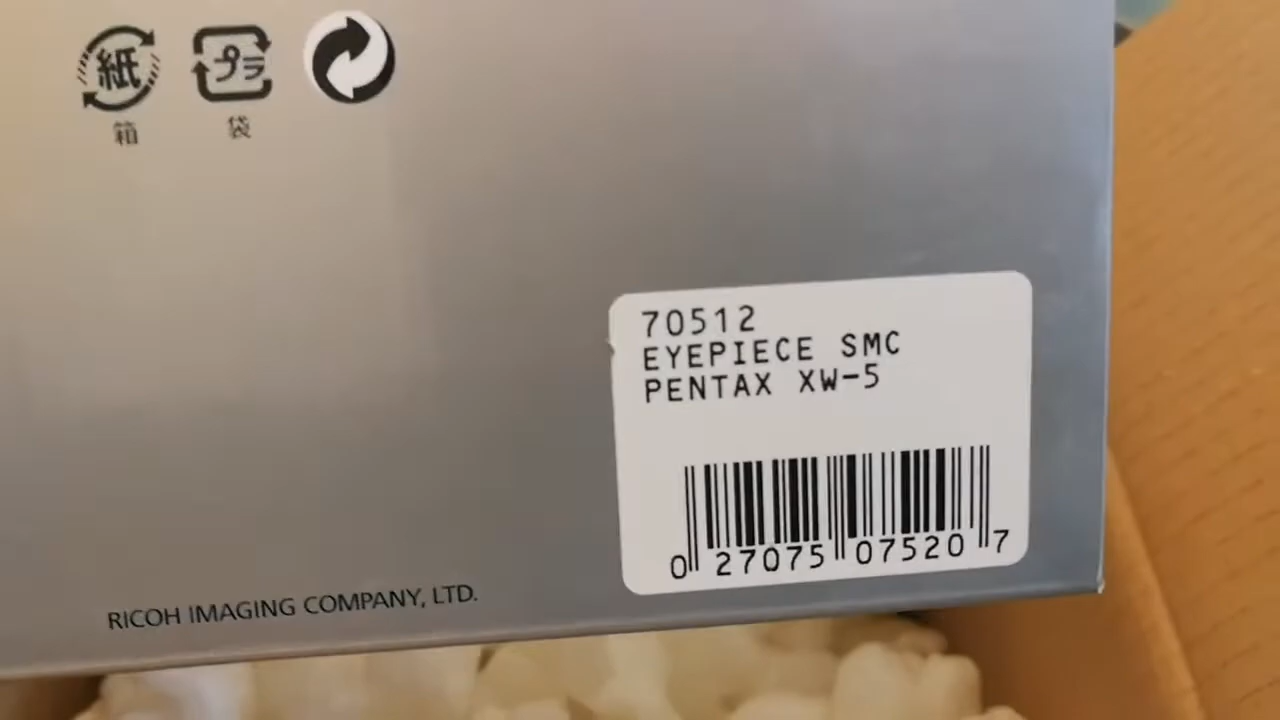 紙 プラ
箱 袋
70512
EYEPIECE SMC
PENTAX XW-5
0 27075 07520 7
RICOH IMAGING COMPANY, LTD.